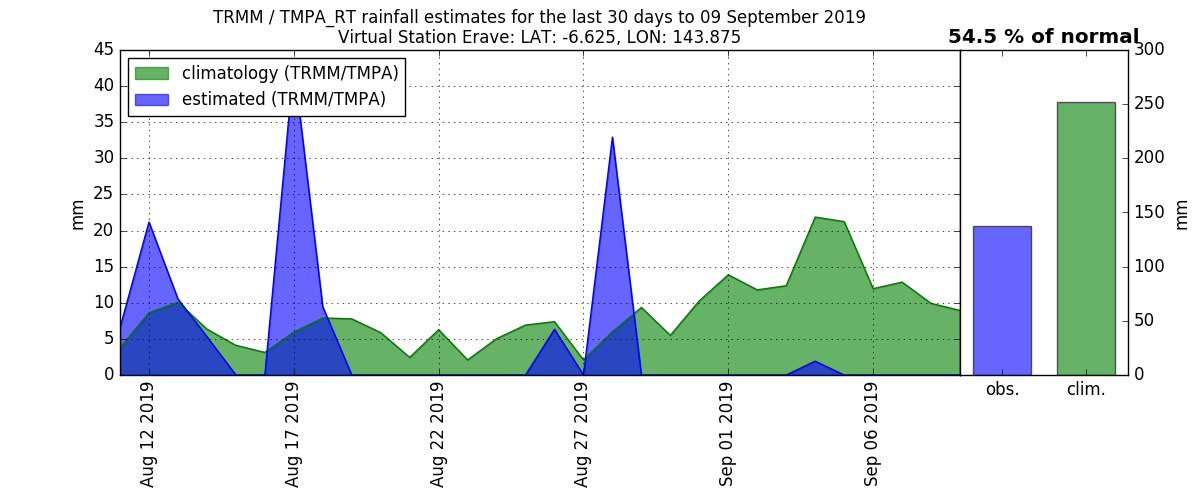 TRMM / TMPA_RT rainfall estimates for the last 30 days to 09 September 2019
Virtual Station Erave: LAT: -6.625, LON: 143.875
54.5 % of normal
climatology (TRMM/TMPA)
estimated (TRMM/TMPA)
mm
45
40
35
30
25
20
15
10
5
0
Aug 12 2019
Aug 17 2019
Aug 22 2019
Aug 27 2019
Sep 01 2019
Sep 06 2019
300
250
200
150
100
50
0
mm
obs.
clim.